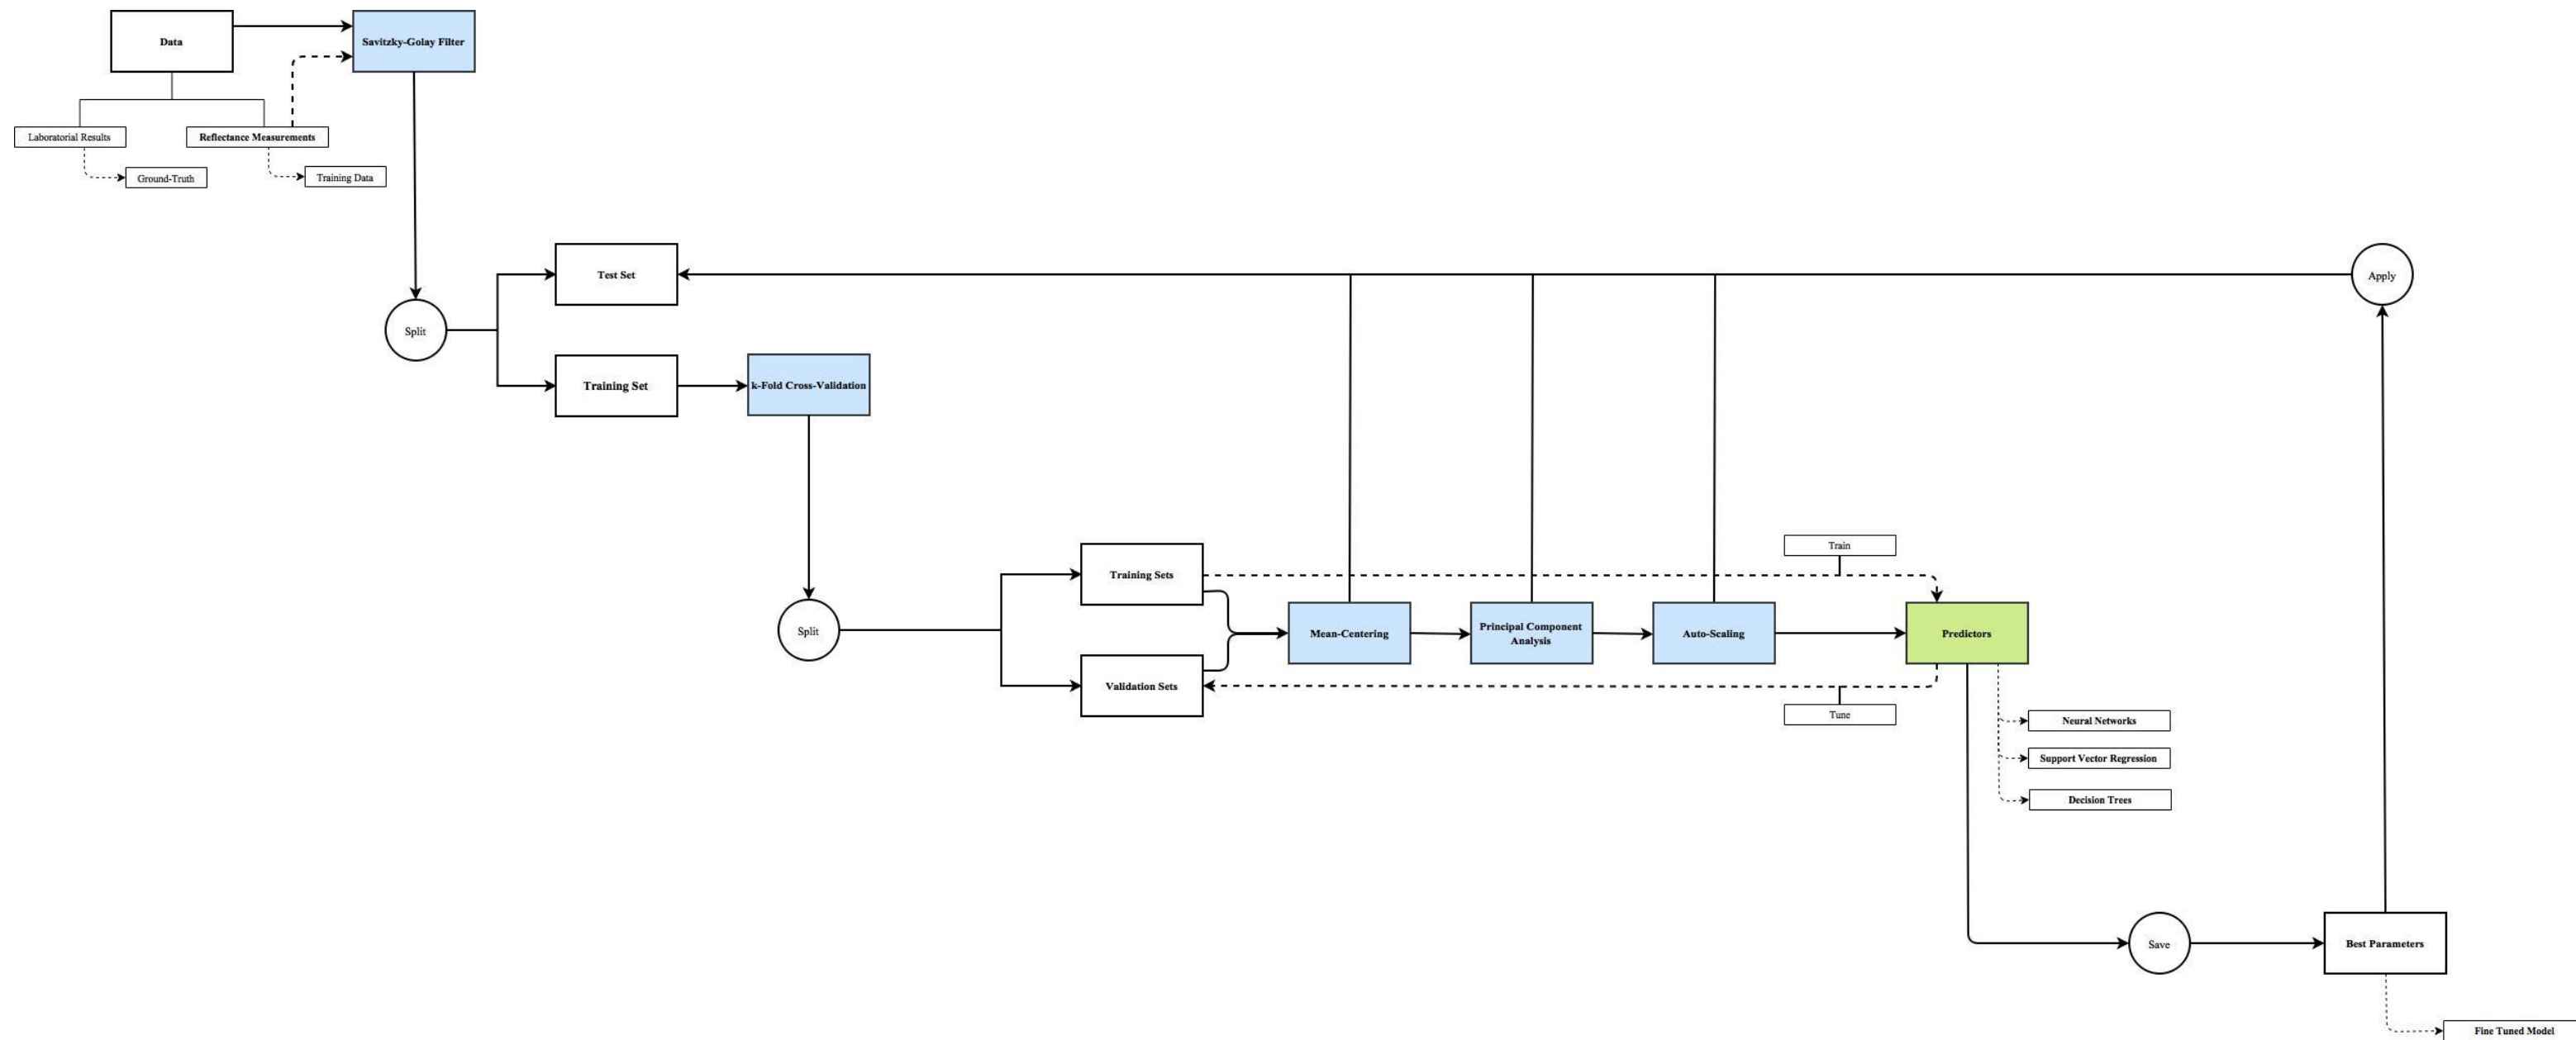 Data
Savitzky-Golay Filter
Laboratorial Results
Reflectance Measurements
Ground-Truth
Training Data
Test Set
Apply
Split
Training Set
k-Fold Cross-Validation
Train
Training Sets
Split
Mean-Centering
Principal Component
Analysis
Auto-Scaling
Predictors
Validation Sets
Tune
Neural Networks
Support Vector Regression
Decision Trees
Save
Best Parameters
Fine Tuned Model